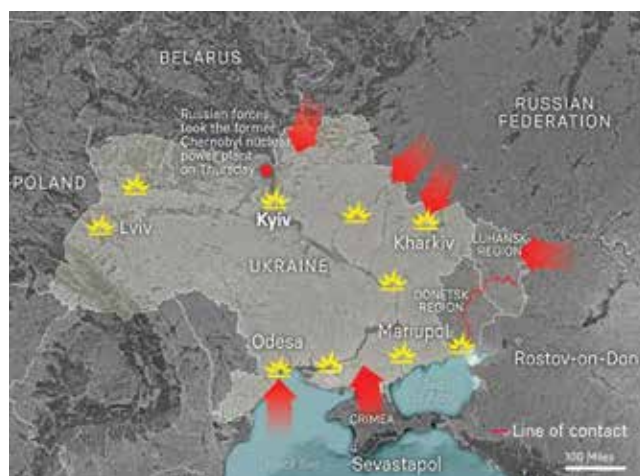 BELARUS
Russian forces
took the former
Chernobyl nuclear
power plant
on Thursday
RUSSIAN
FEDERATION
POLAND
Lviv
Kyiv
Kharkiv
LUHANSK
REGION
UKRAINE
DONETSK
REGION
Mariupol
Odesa
Rostov-on-Don
CRIMEA
Line of contact
Sevastapol
100 Miles